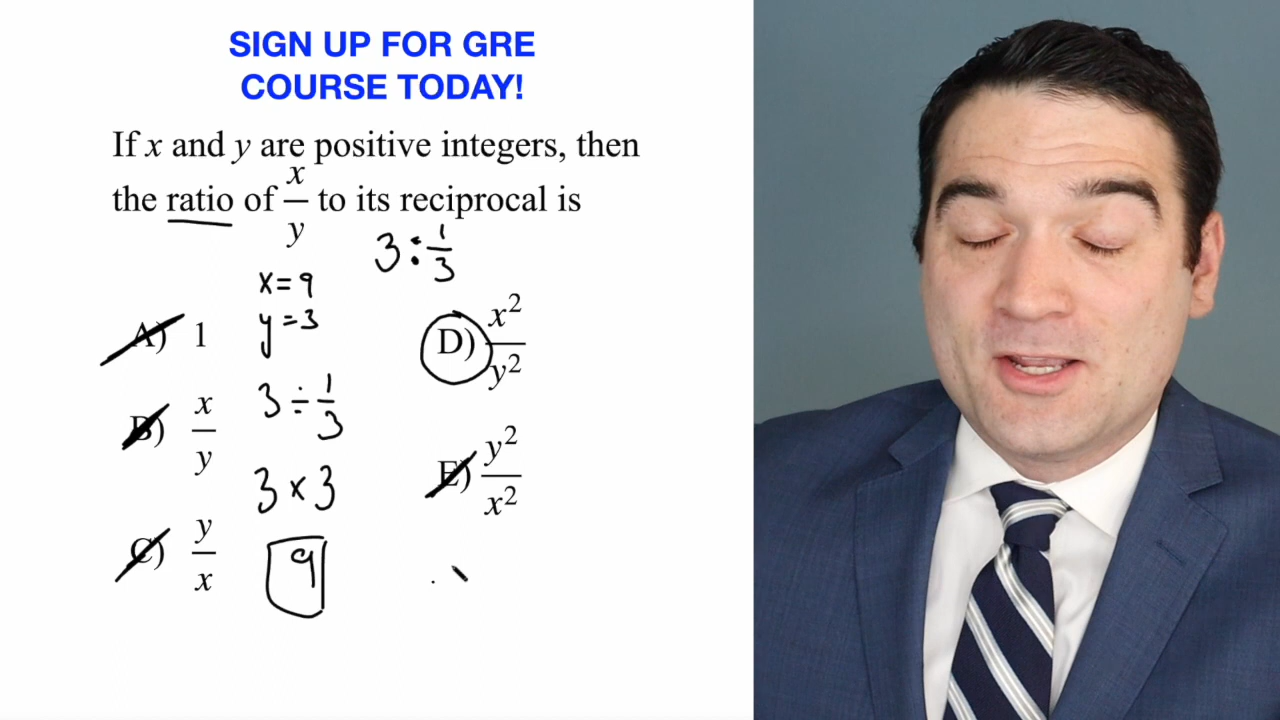 SIGN UP FOR GRE
COURSE TODAY!
If x and y are positive integers, then
the ratio of x/y to its reciprocal is
3 : 1/3
x = 9
y = 3
A) 1
3 ÷ 1/3
B) x/y
3 × 3
C) y/x
9
D) x²/y²
E) y²/x²